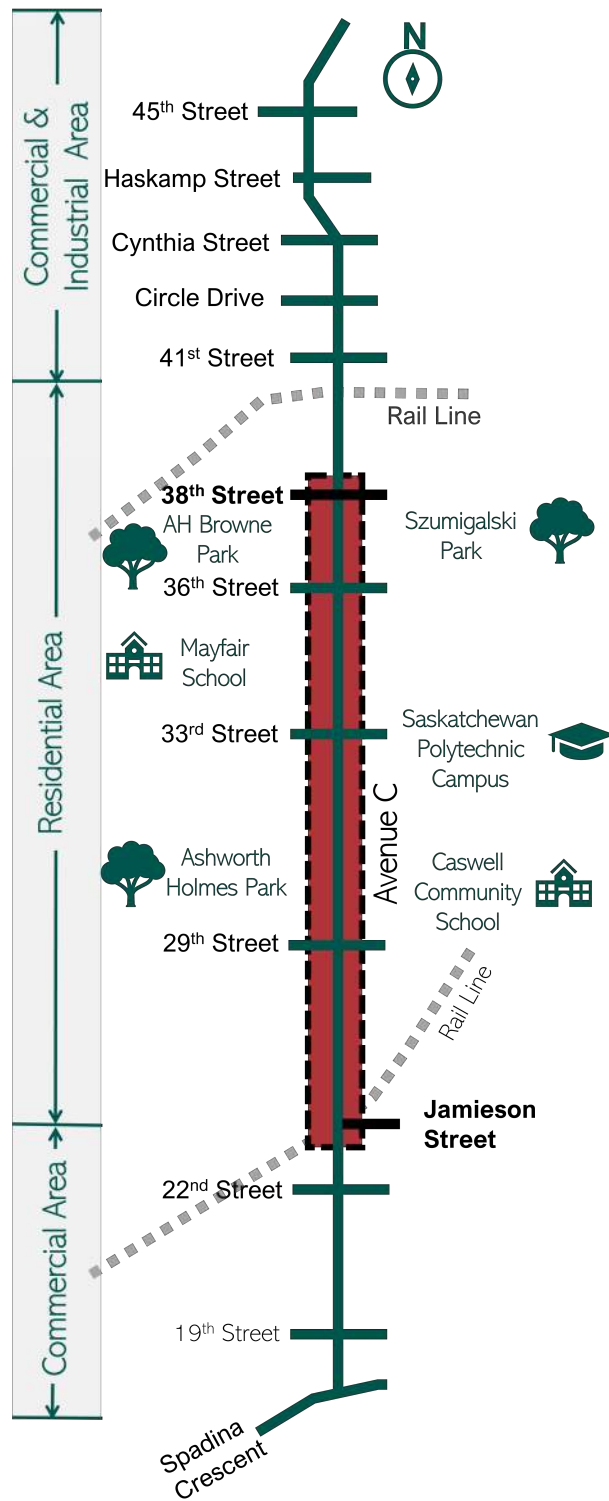 N
Commercial &
Industrial Area
45th Street
Haskamp Street
Cynthia Street
Circle Drive
41st Street
Rail Line
38th Street
AH Browne
Park
Szumigalski
Park
36th Street
Residential Area
Mayfair
School
33rd Street
Saskatchewan
Polytechnic
Campus
Avenue C
Ashworth
Holmes Park
Caswell
Community
School
29th Street
Rail Line
Jamieson
Street
Commercial Area
22nd Street
19th Street
Spadina
Crescent